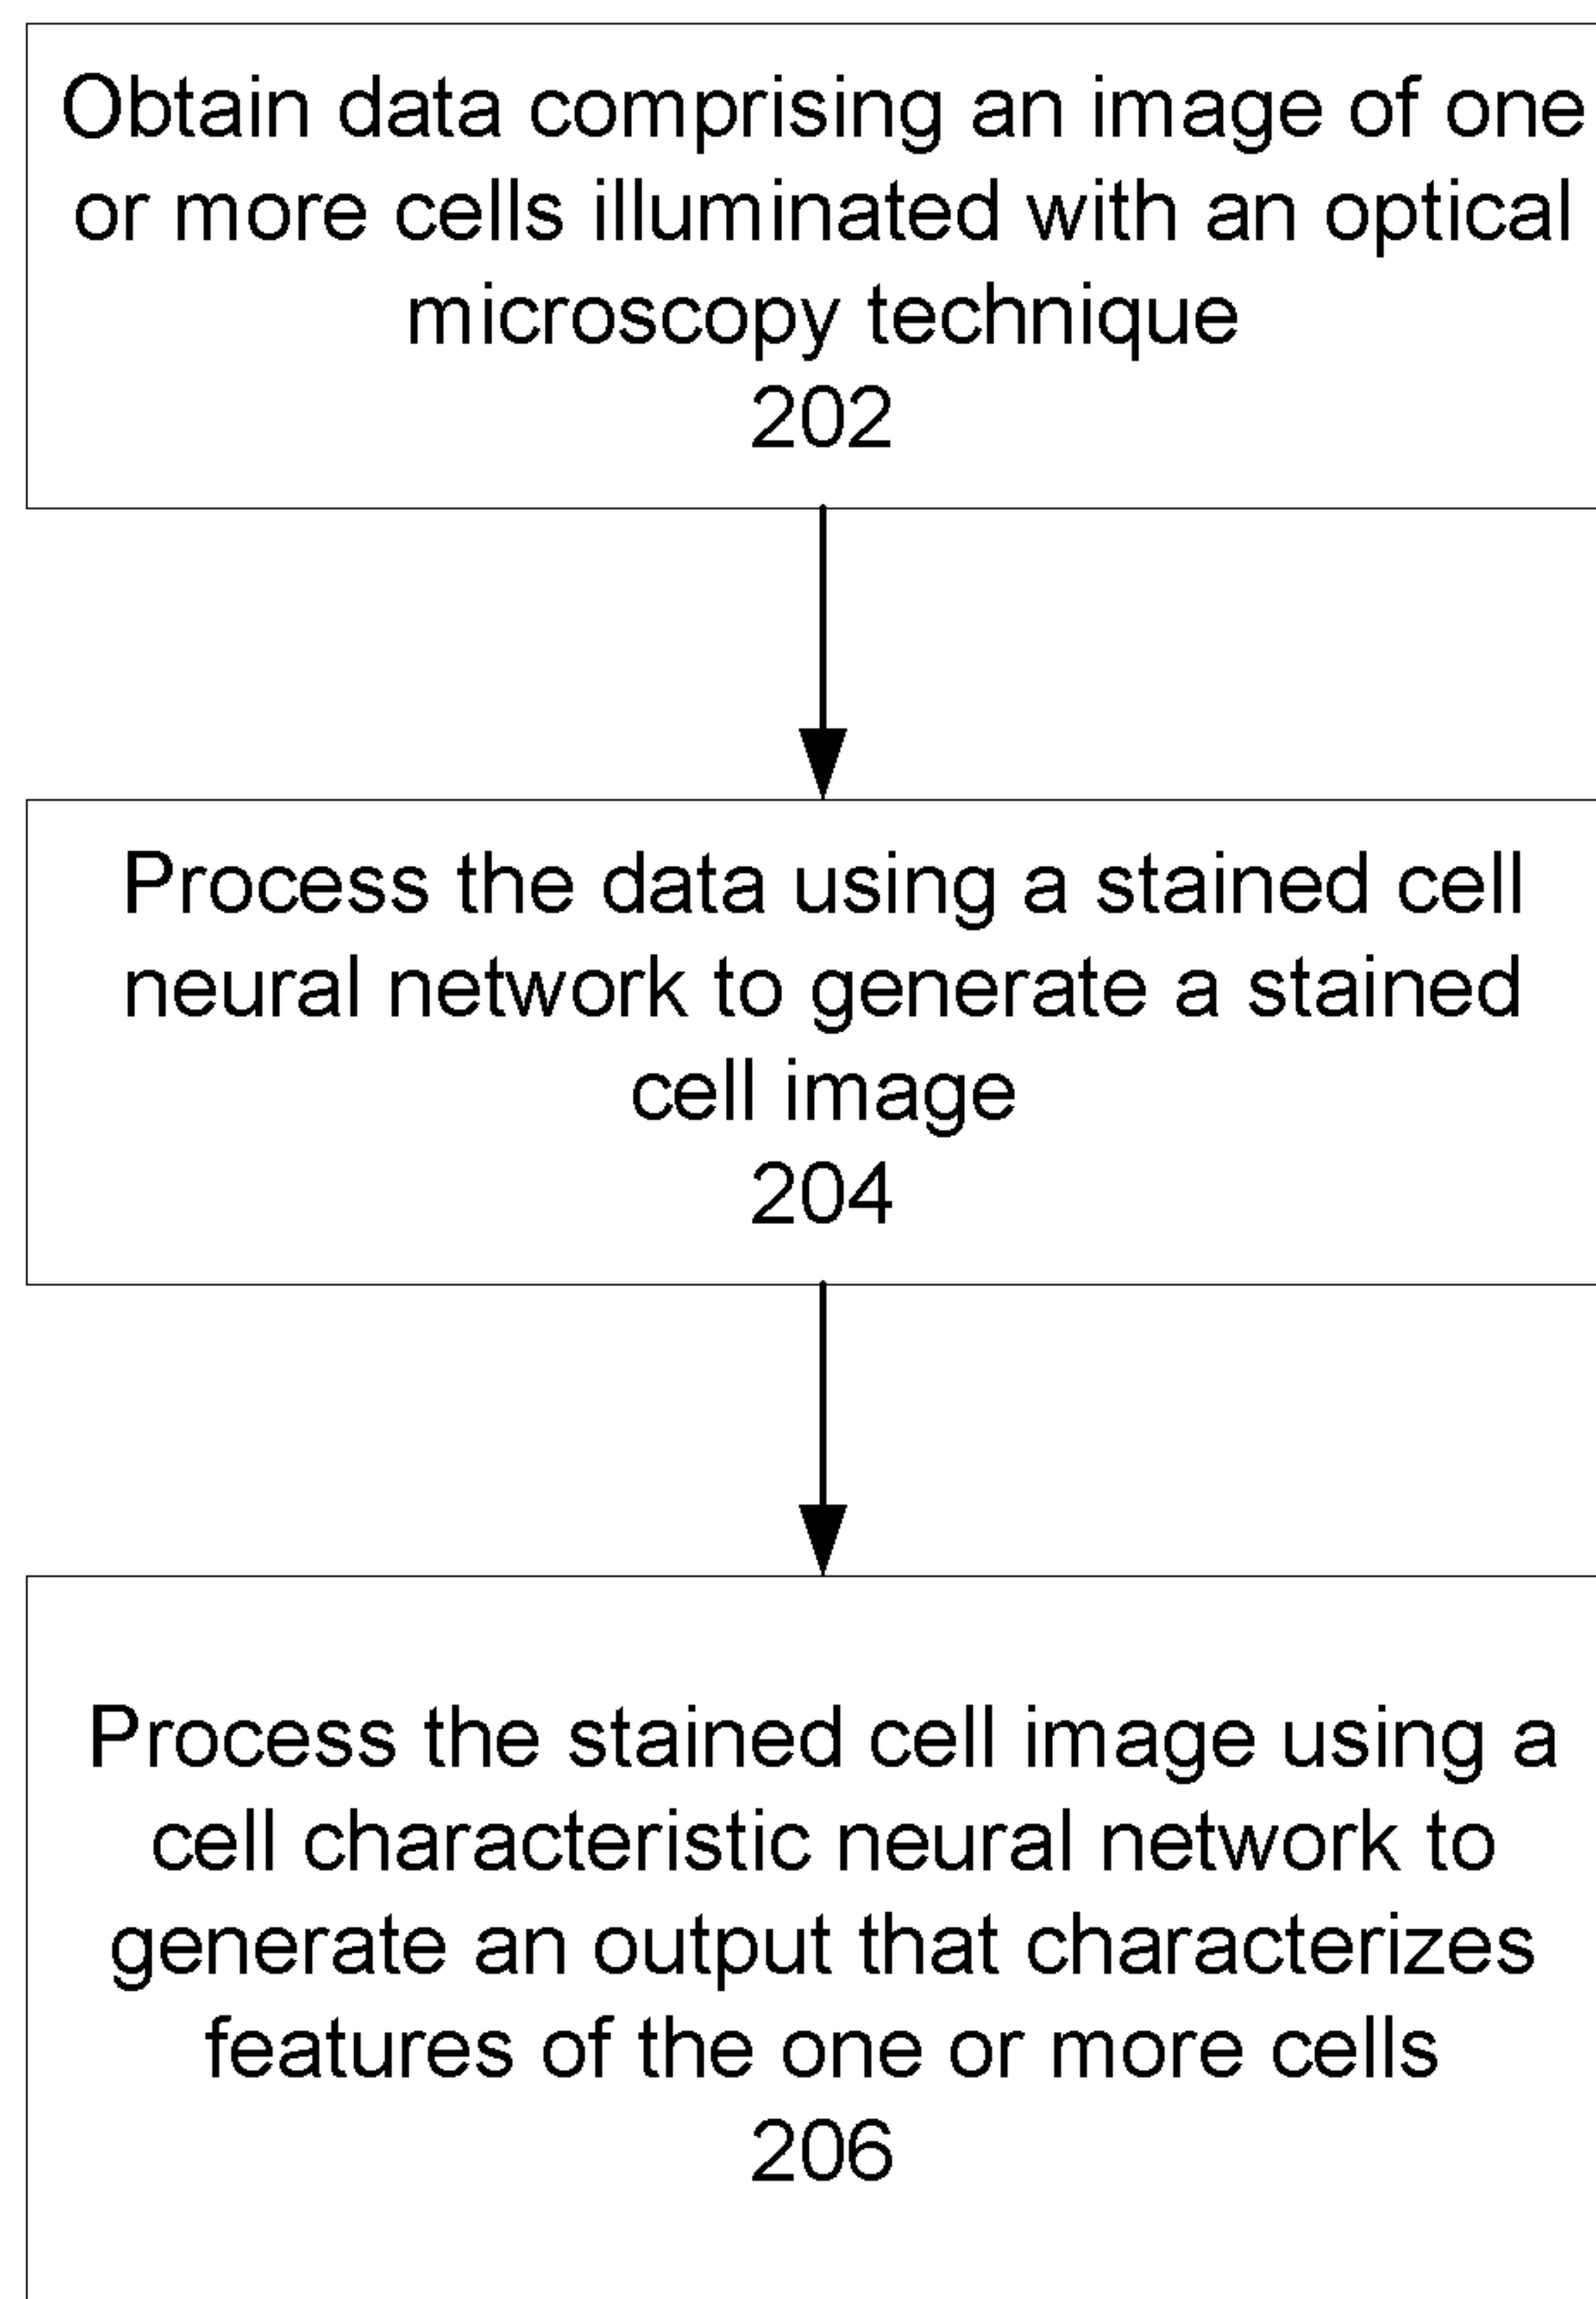 Obtain data comprising an image of one
or more cells illuminated with an optical
microscopy technique
202
Process the data using a stained cell
neural network to generate a stained
cell image
204
Process the stained cell image using a
cell characteristic neural network to
generate an output that characterizes
features of the one or more cells
206